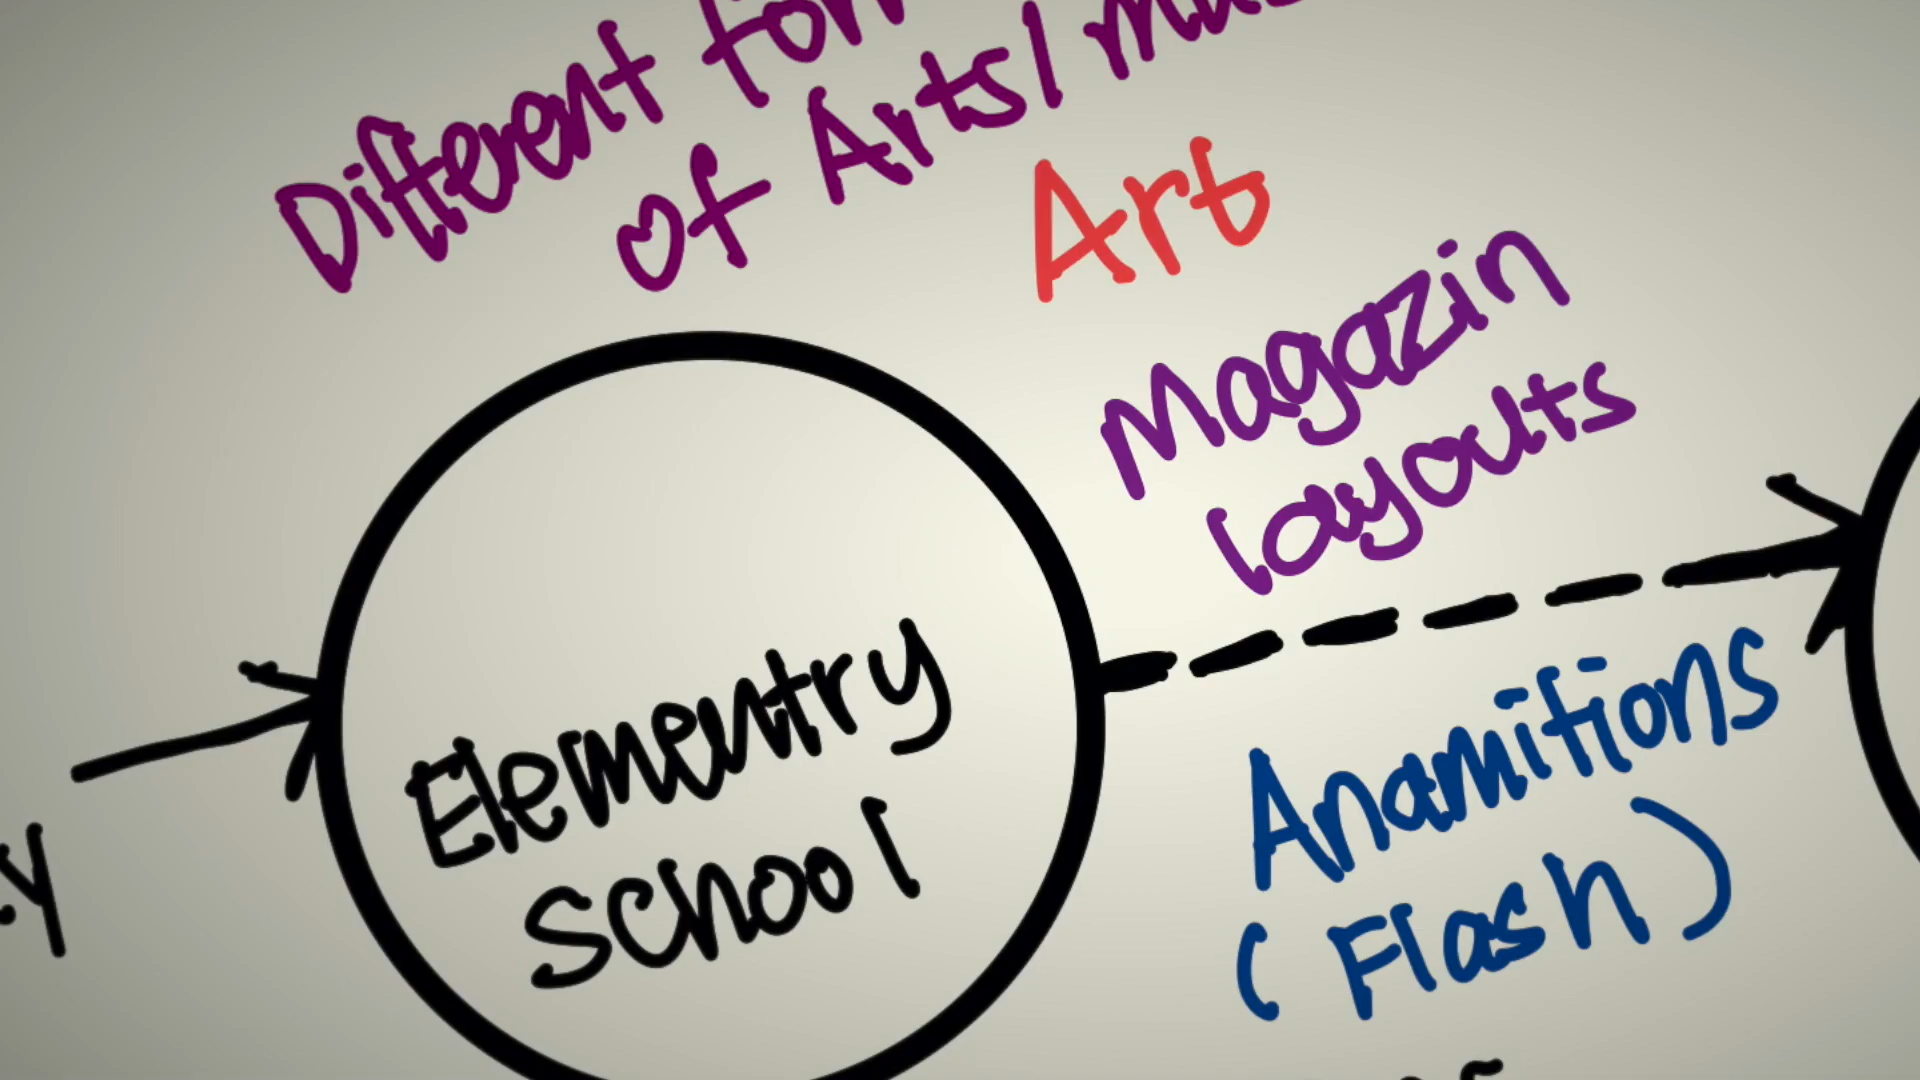 Different
of Arts/
Art
Magazin
layouts
Elementry
School
Anamitions
(Flash)